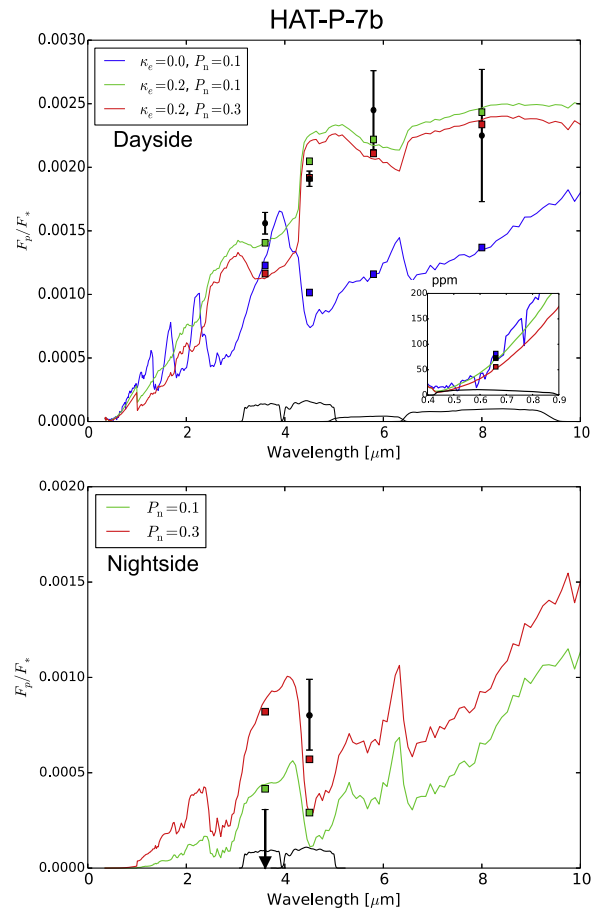 HAT-P-7b
0.0030
0.0025
0.0020
0.0015
0.0010
0.0005
0.0000
F_p/F_*
κ_e=0.0, P_n=0.1
κ_e=0.2, P_n=0.1
κ_e=0.2, P_n=0.3
Dayside
ppm
200
150
100
50
0.4 0.5 0.6 0.7 0.8 0.9
0 2 4 6 8 10
Wavelength [μm]
0.0020
0.0015
0.0010
0.0005
0.0000
F_p/F_*
P_n=0.1
P_n=0.3
Nightside
0 2 4 6 8 10
Wavelength [μm]